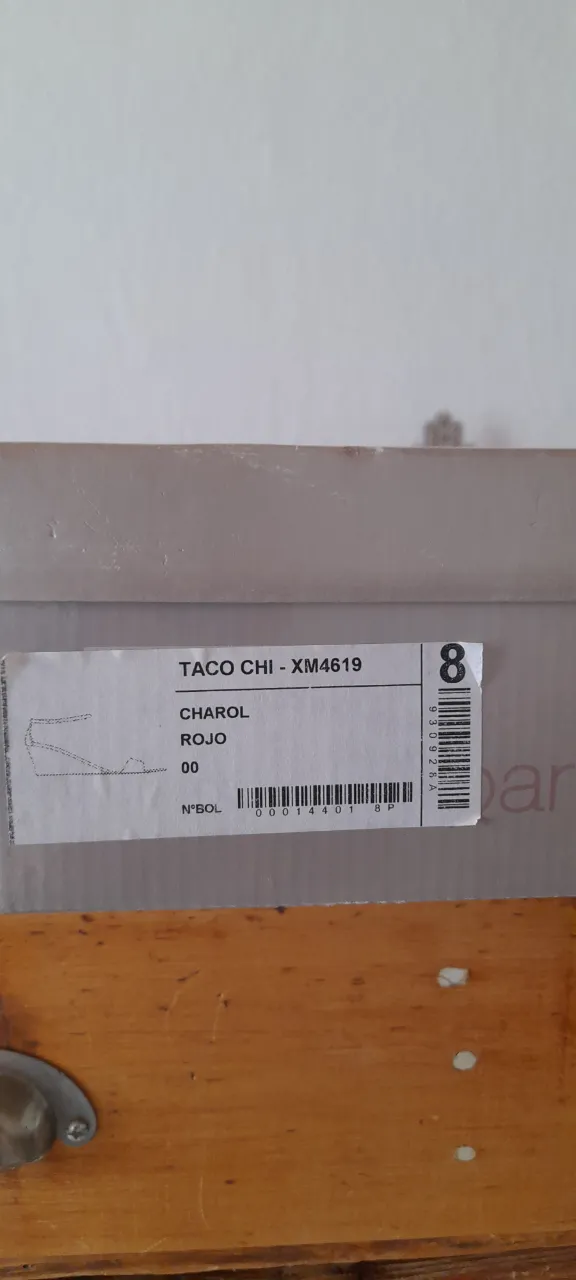 TACO CHI - XM4619
8
CHAROL
ROJO
00
N°BOL
00014401 8P
930928A